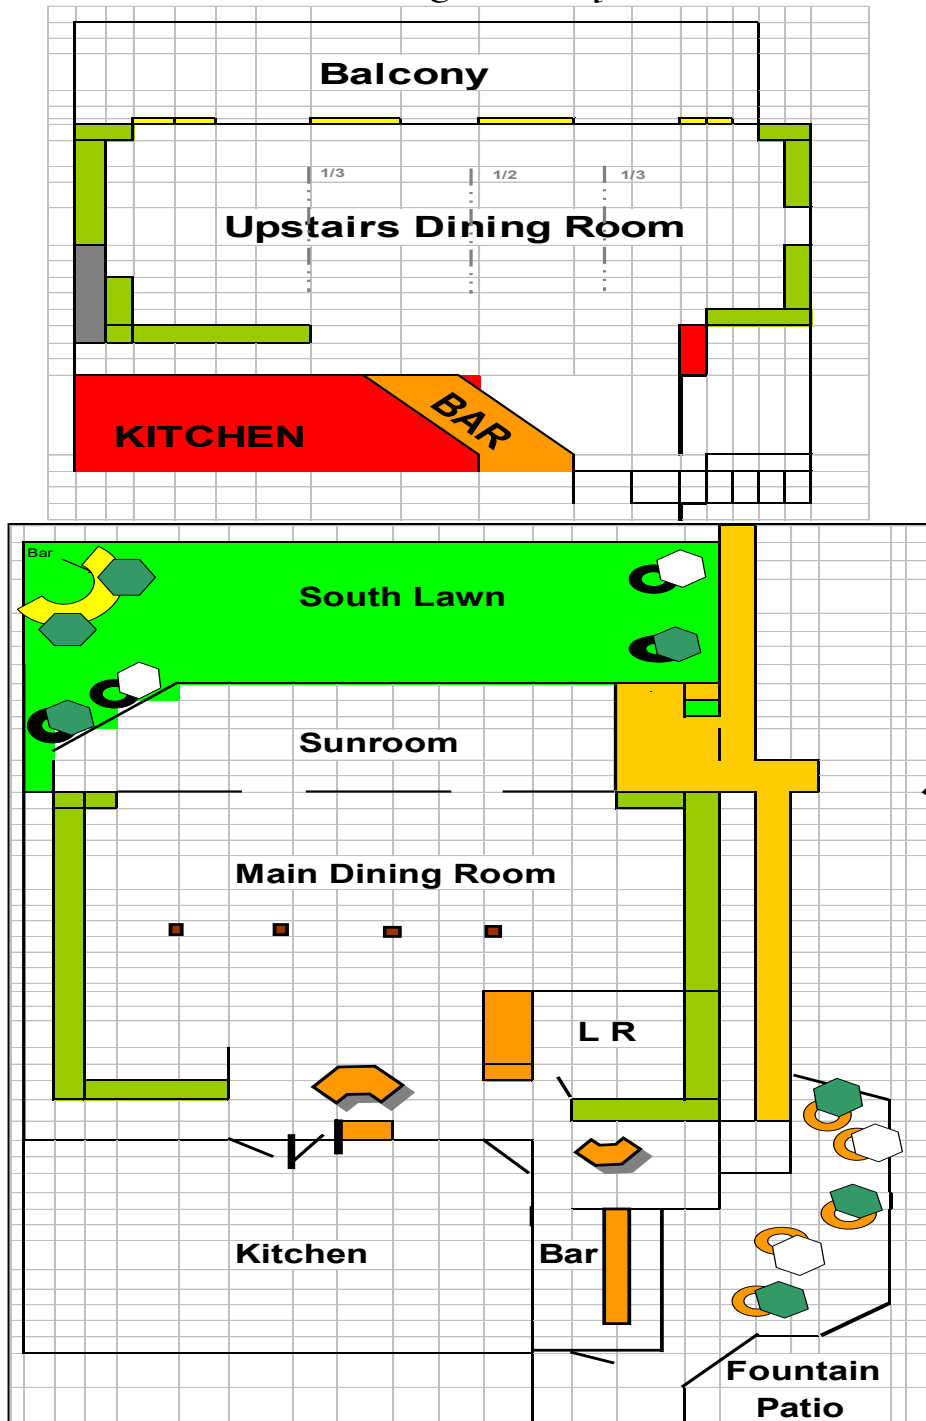 Balcony
1/3
1/2
1/3
Upstairs Dining Room
BAR
KITCHEN
Bar
South Lawn
Sunroom
Main Dining Room
L R
Kitchen
Bar
Fountain
Patio